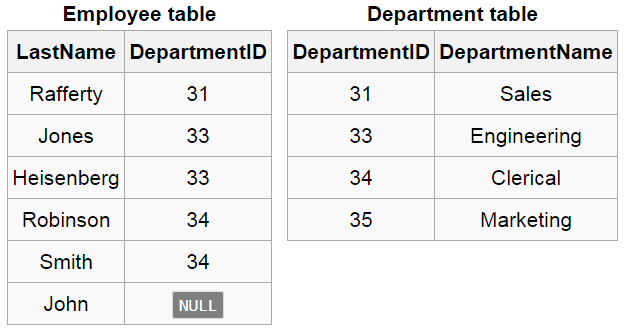 Employee table
LastName DepartmentID
Rafferty 31
Jones 33
Heisenberg 33
Robinson 34
Smith 34
John NULL
Department table
DepartmentID DepartmentName
31 Sales
33 Engineering
34 Clerical
35 Marketing